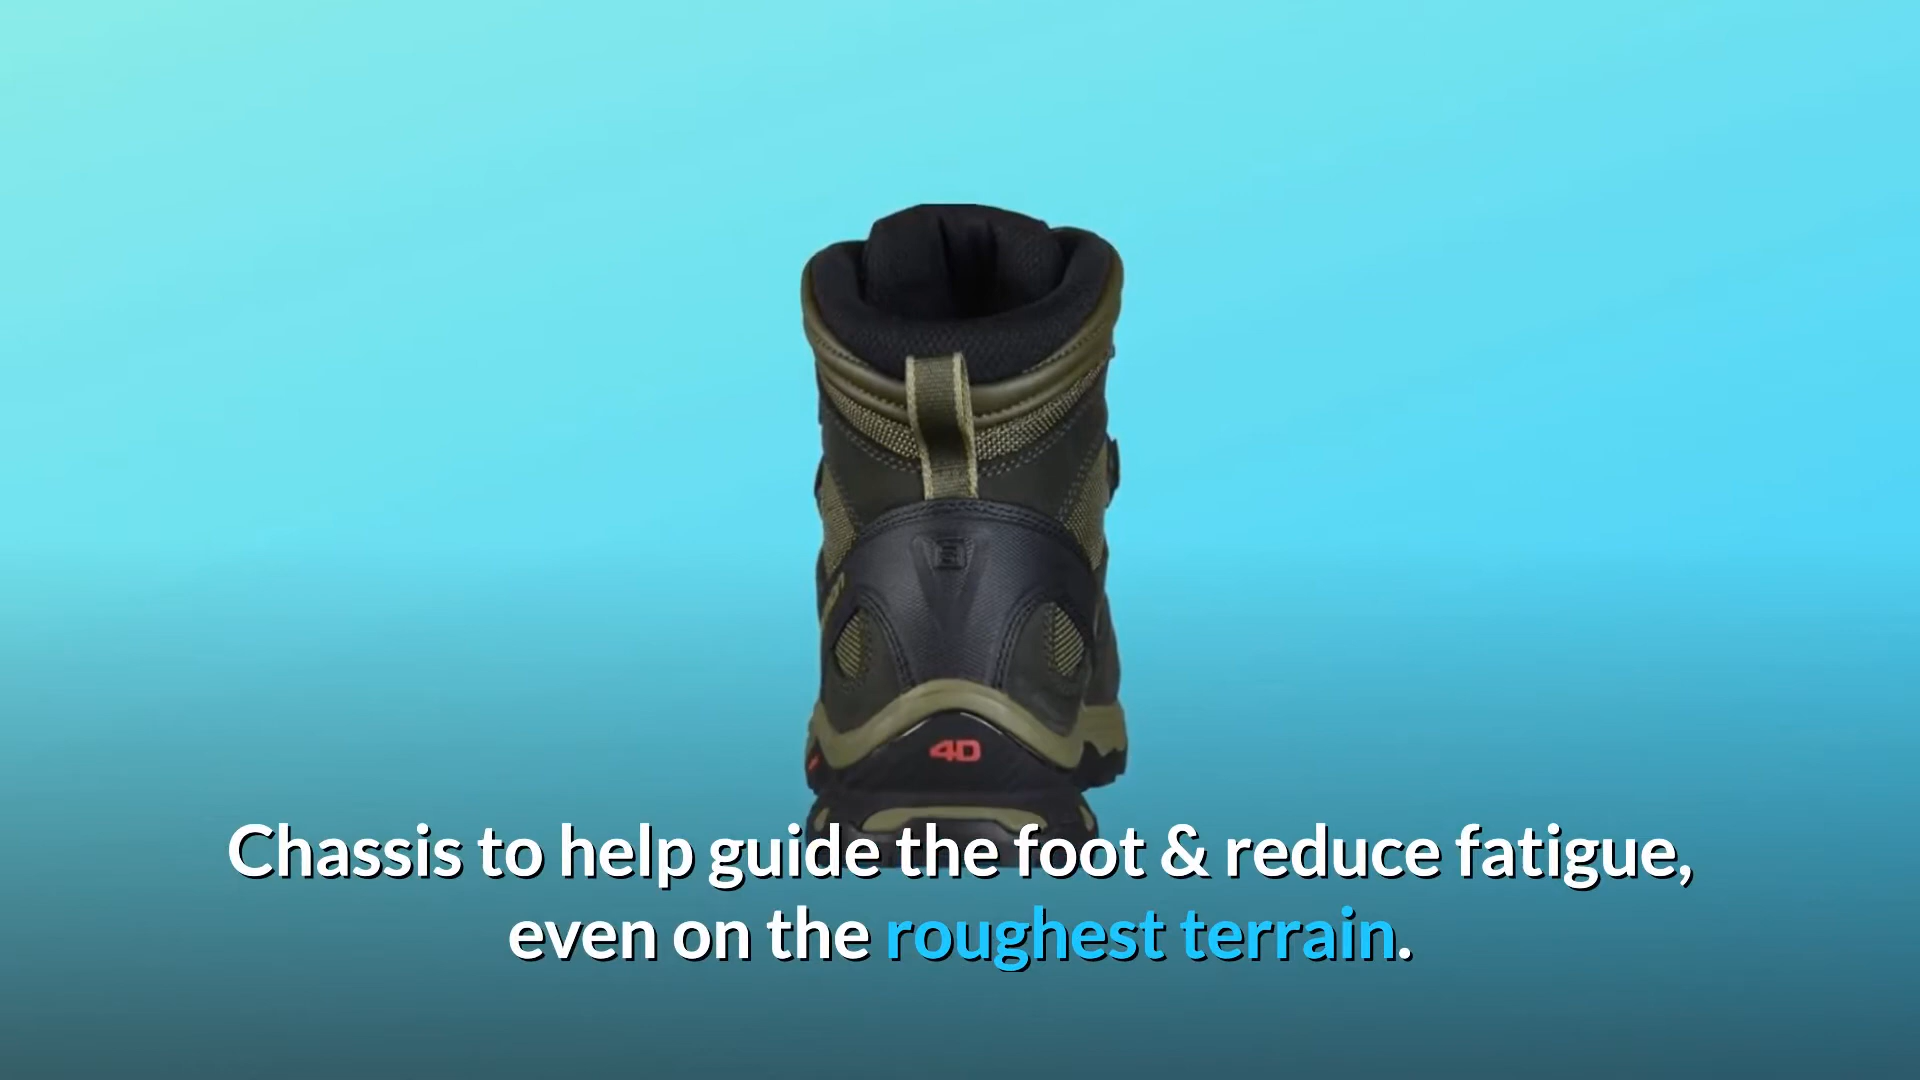 4D
Chassis to help guide the foot & reduce fatigue,
even on the roughest terrain.